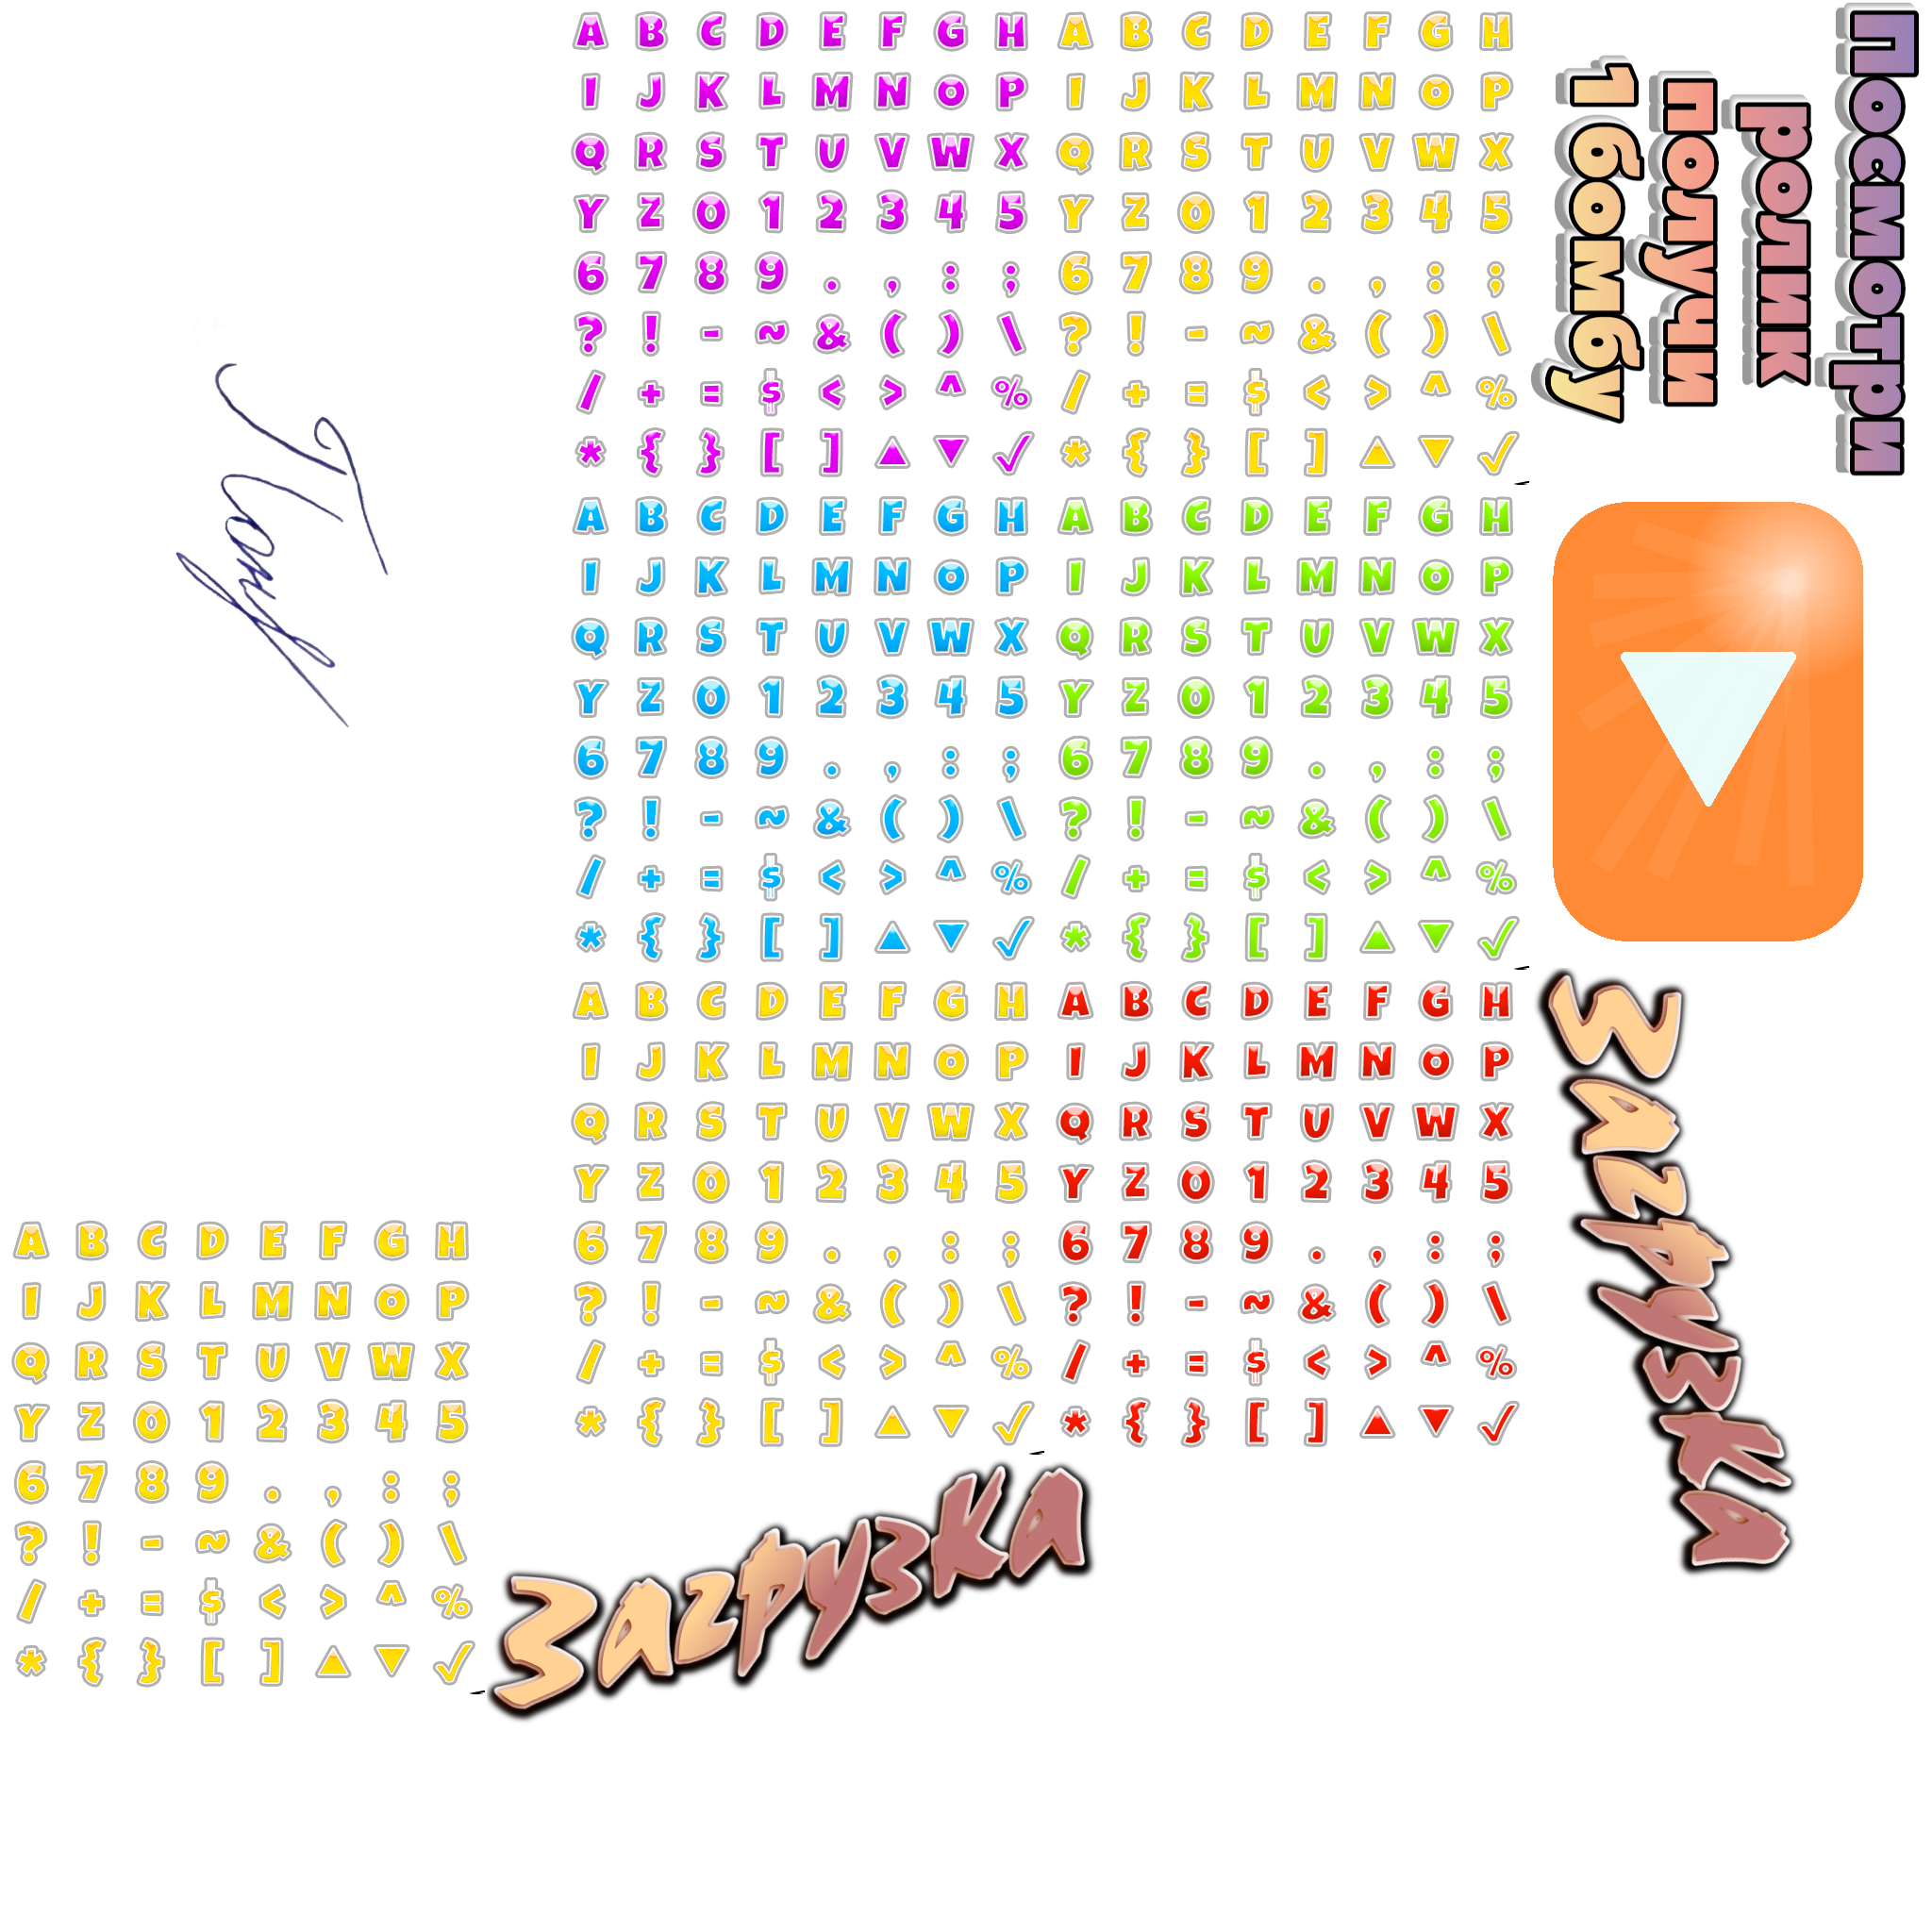 A B C D E F G H
I J K L M N O P
Q R S T U V W X
Y Z 0 1 2 3 4 5
6 7 8 9 . , : ;
? ! - ~ & ( ) \
/ + = $ < > ^ %
* { } [ ] ▲ ▼ ✓
A B C D E F G H
I J K L M N O P
Q R S T U V W X
Y Z 0 1 2 3 4 5
6 7 8 9 . , : ;
? ! - ~ & ( ) \
/ + = $ < > ^ %
* { } [ ] ▲ ▼ ✓
Посмотри
ролик
получи
1 бомбу
A B C D E F G H
I J K L M N O P
Q R S T U V W X
Y Z 0 1 2 3 4 5
6 7 8 9 . , : ;
? ! - ~ & ( ) \
/ + = $ < > ^ %
* { } [ ] ▲ ▼ ✓
A B C D E F G H
I J K L M N O P
Q R S T U V W X
Y Z 0 1 2 3 4 5
6 7 8 9 . , : ;
? ! - ~ & ( ) \
/ + = $ < > ^ %
* { } [ ] ▲ ▼ ✓
A B C D E F G H
I J K L M N O P
Q R S T U V W X
Y Z 0 1 2 3 4 5
6 7 8 9 . , : ;
? ! - ~ & ( ) \
/ + = $ < > ^ %
* { } [ ] ▲ ▼ ✓
A B C D E F G H
I J K L M N O P
Q R S T U V W X
Y Z 0 1 2 3 4 5
6 7 8 9 . , : ;
? ! - ~ & ( ) \
/ + = $ < > ^ %
* { } [ ] ▲ ▼ ✓
Загрузка
A B C D E F G H
I J K L M N O P
Q R S T U V W X
Y Z 0 1 2 3 4 5
6 7 8 9 . , : ;
? ! - ~ & ( ) \
/ + = $ < > ^ %
* { } [ ] ▲ ▼ ✓
Загрузка